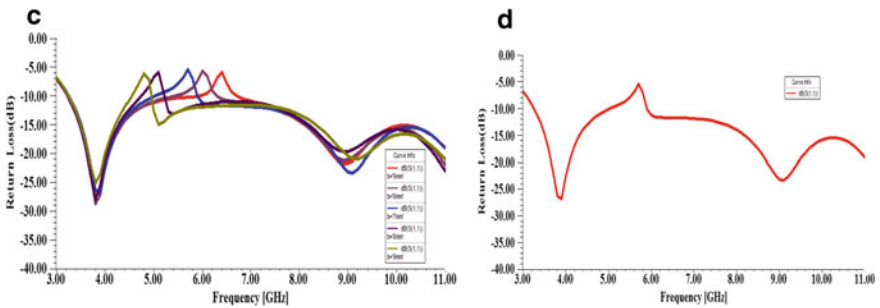 c
0.00
-5.00
-10.00
-15.00
-20.00
-25.00
-30.00
-35.00
-40.00
Return Loss(dB)
3.00 4.00 5.00 6.00 7.00 8.00 9.00 10.00 11.00
Frequency [GHz]
Curve Info
dB(S(1,1))
dB(S(1,1))
dB(S(1,1))
dB(S(1,1))
dB(S(1,1))
d
0.00
-5.00
-10.00
-15.00
-20.00
-25.00
-30.00
-35.00
-40.00
Return Loss(dB)
3.00 4.00 5.00 6.00 7.00 8.00 9.00 10.00 11.00
Frequency [GHz]
Curve Info
dB(S(1,1))